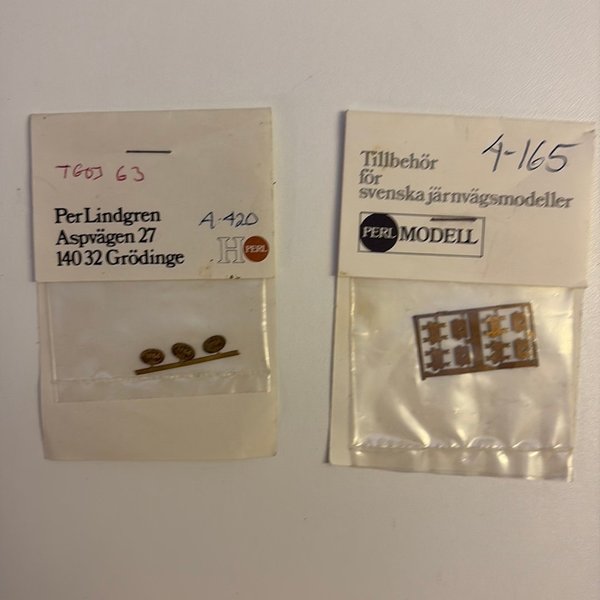 TGOJ 63
Per Lindgren
Aspvägen 27
140 32 Grödinge
A-420
H PERL
4-165
Tillbehör
för
svenska järnvägsmodeller
PERL MODELL